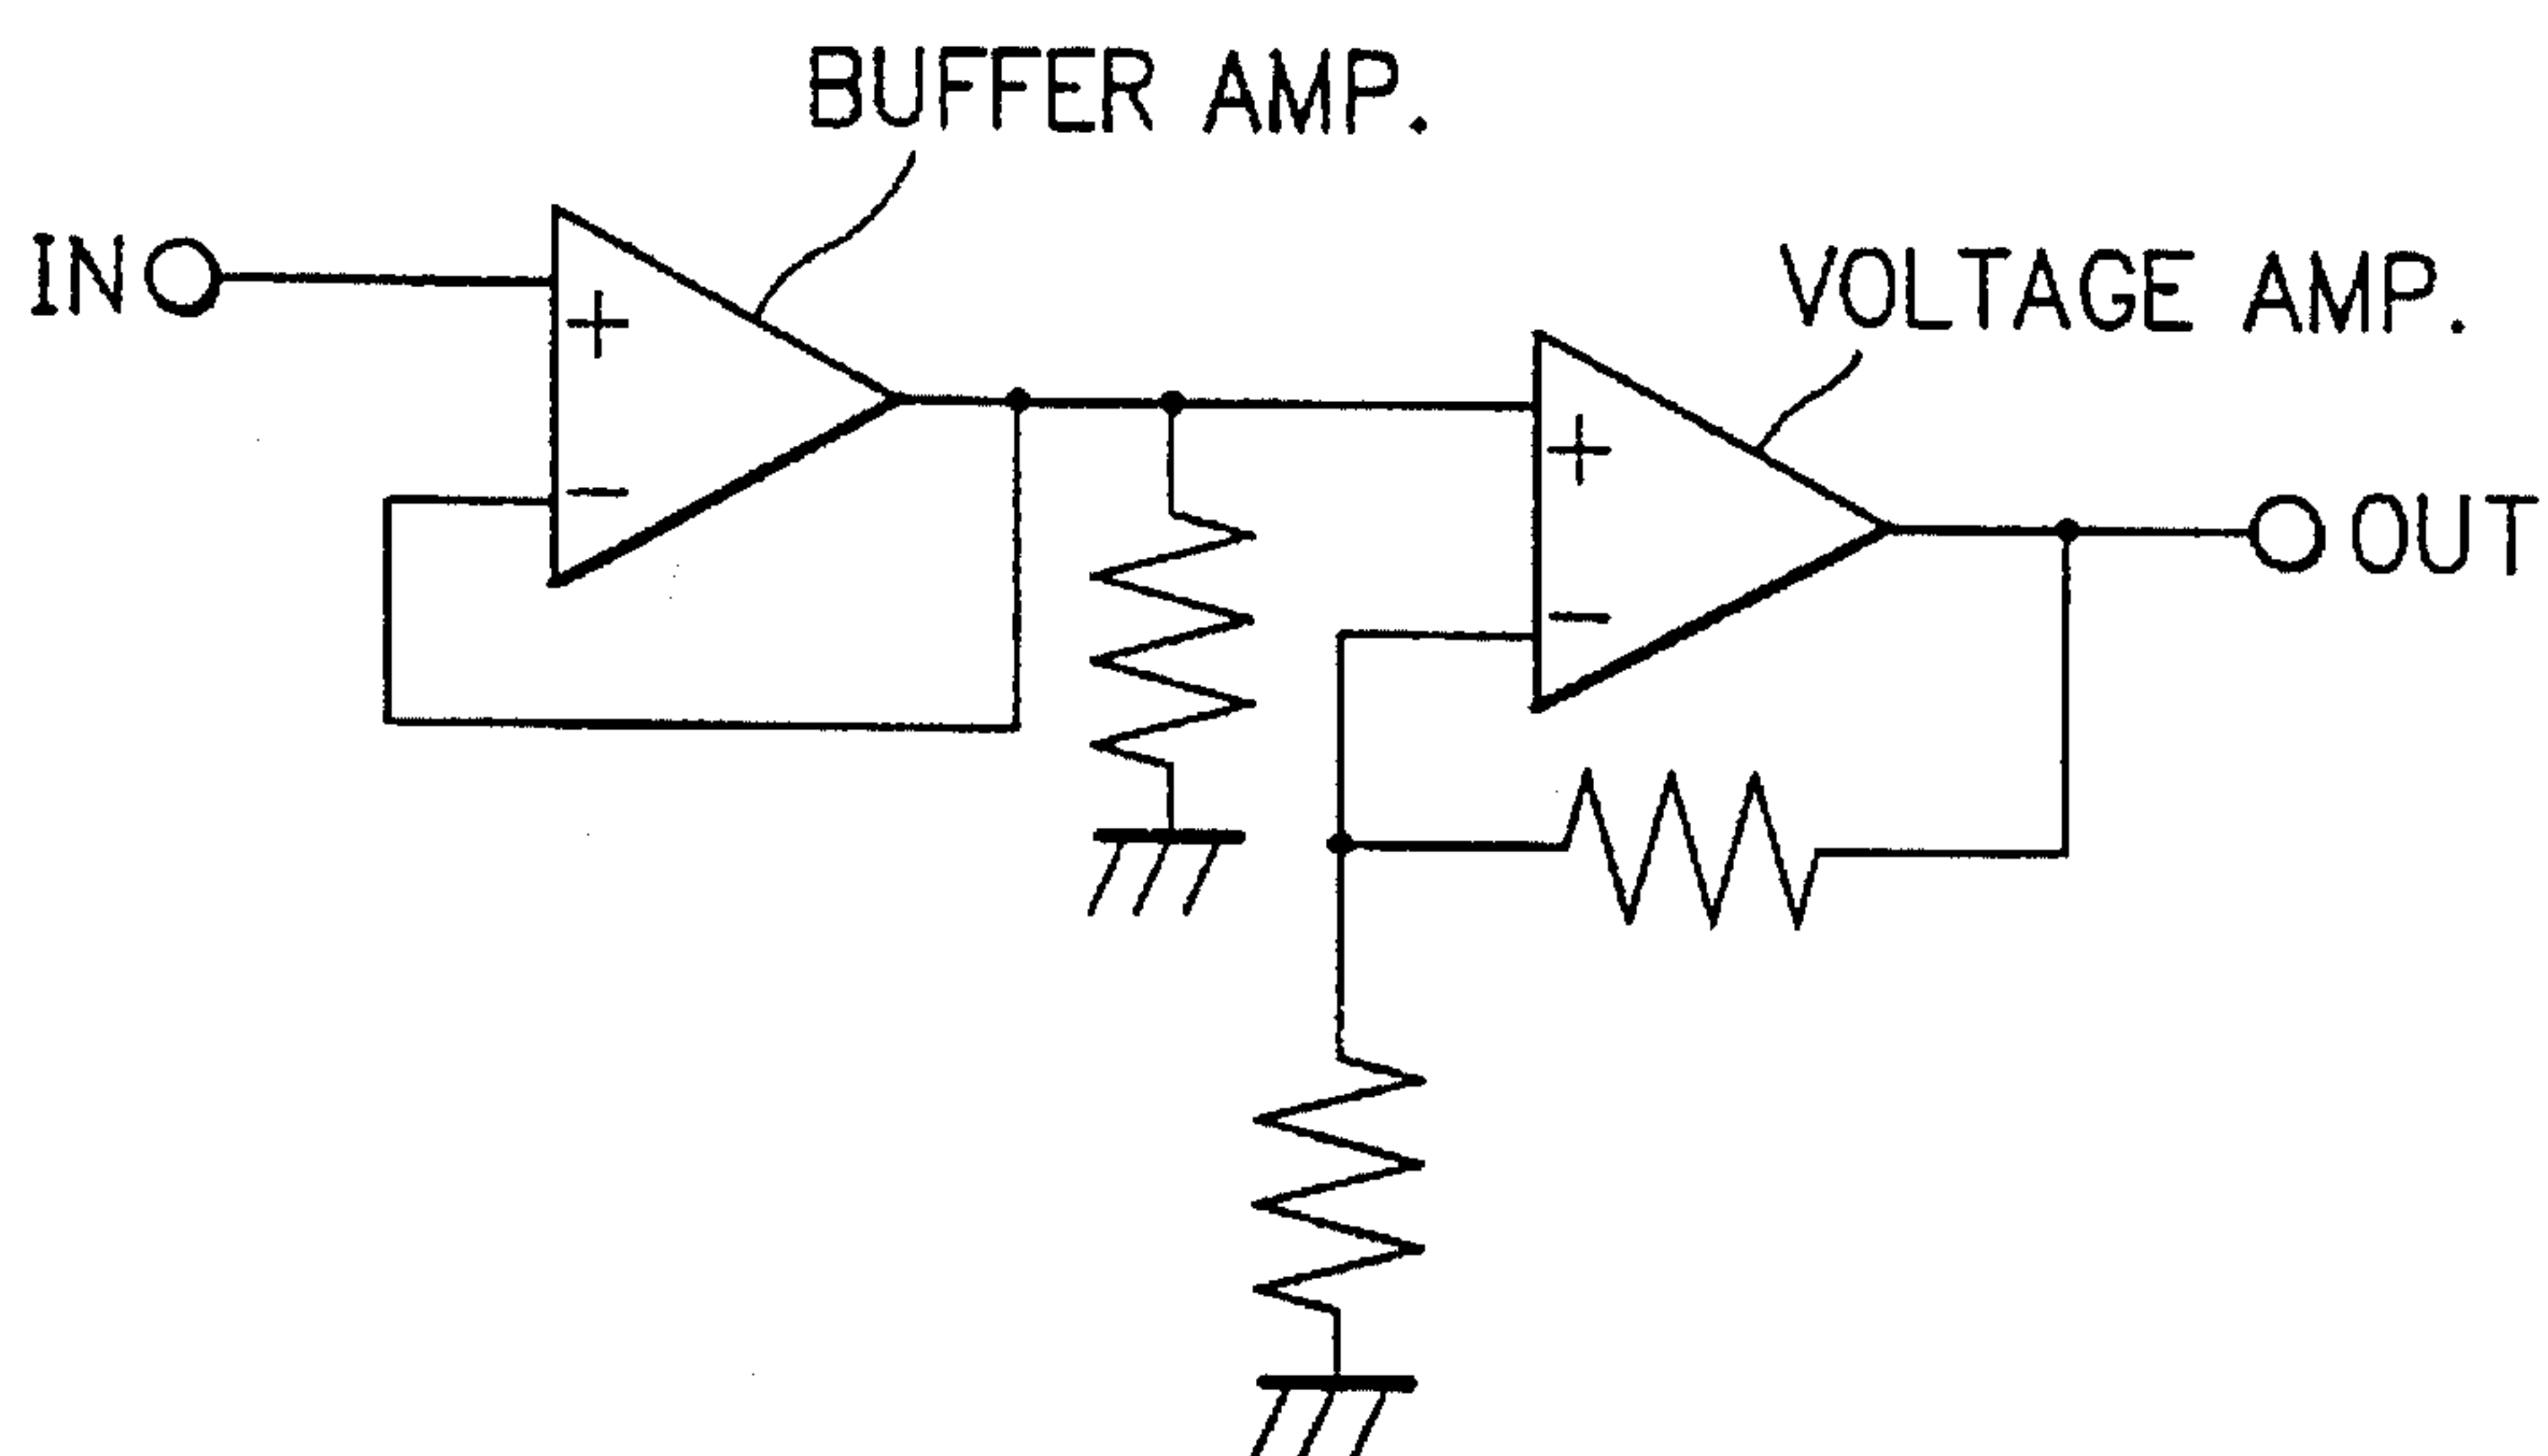 BUFFER AMP.
IN
+
−
VOLTAGE AMP.
+
−
OUT